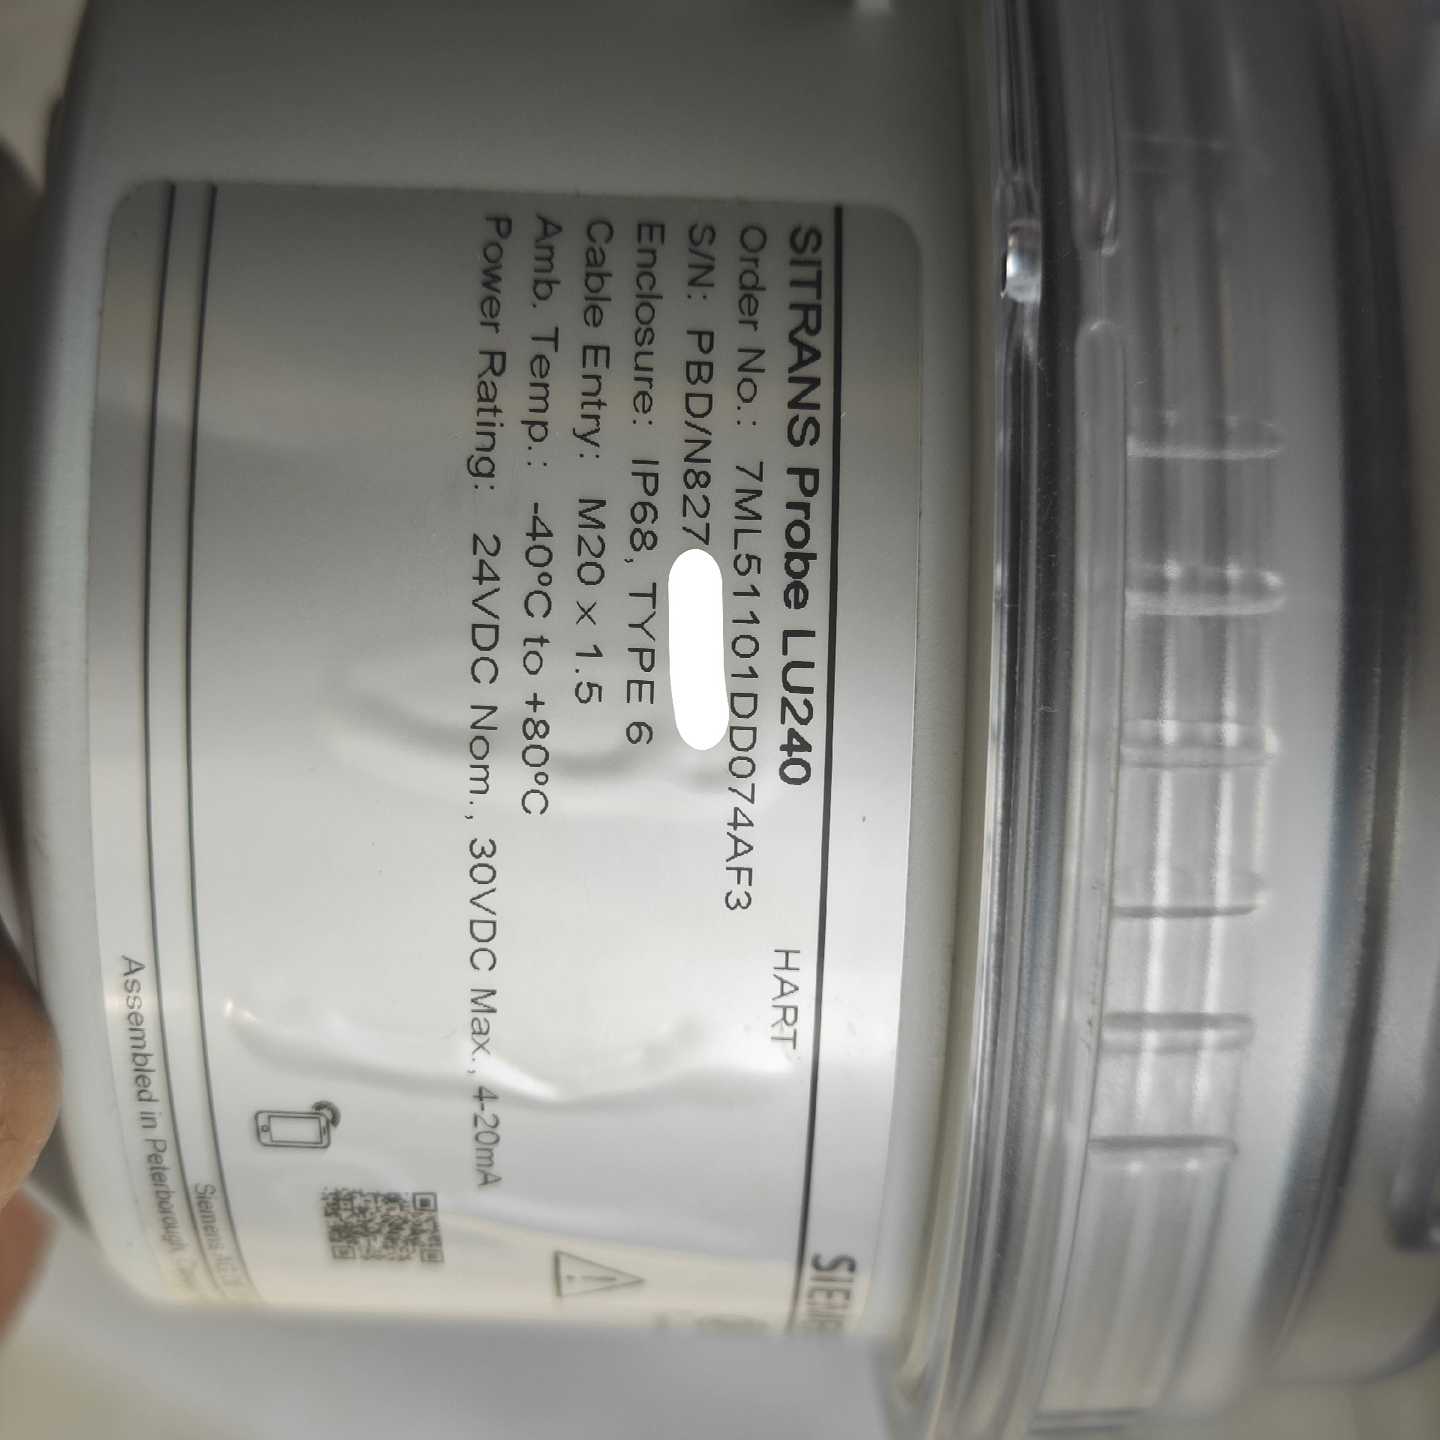 SITRANS Probe LU240
HART
Order No.: 7ML51101DD074AF3
S/N: PBD/N827
Enclosure: IP68, TYPE 6
Cable Entry: M20 x 1.5
Amb. Temp.: -40°C to +80°C
Power Rating: 24VDC Nom., 30VDC Max., 4-20mA
Siemens
Assembled in Peterborough,